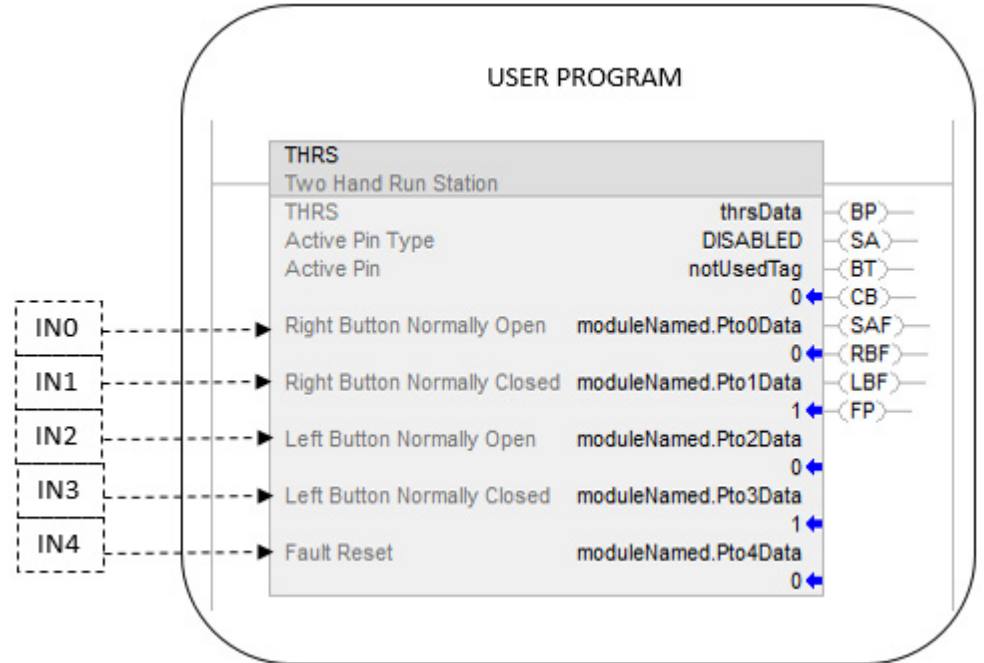 USER PROGRAM
THRS
Two Hand Run Station
THRS thrsData (BP)
Active Pin Type DISABLED (SA)
Active Pin notUsedTag (BT)
0 (CB)
IN0 Right Button Normally Open moduleNamed.Pto0Data (SAF)
0 (RBF)
IN1 Right Button Normally Closed moduleNamed.Pto1Data (LBF)
1 (FP)
IN2 Left Button Normally Open moduleNamed.Pto2Data
0
IN3 Left Button Normally Closed moduleNamed.Pto3Data
1
IN4 Fault Reset moduleNamed.Pto4Data
0